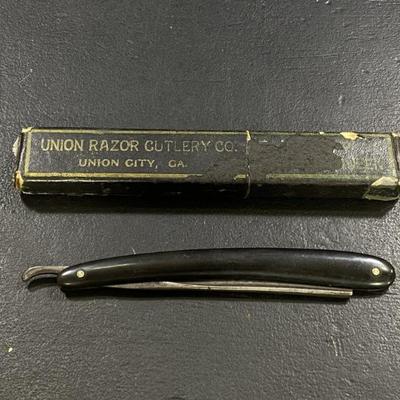 UNION RAZOR CUTLERY CO.
UNION CITY, GA.